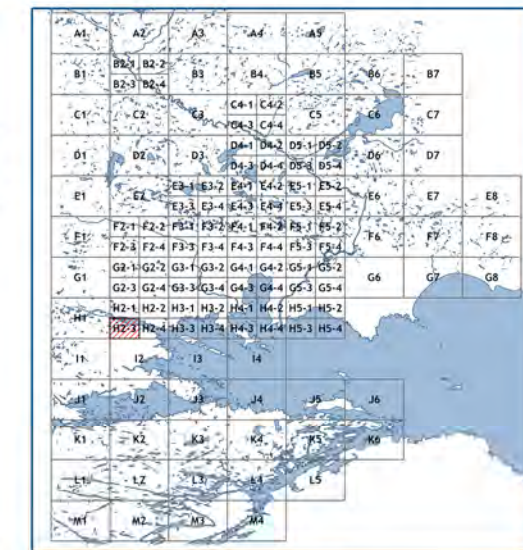 A1 A2 A3 A4 A5
B2-1 B2-2
B1 B3 B4 B5 B6 B7
B2-3 B2-4
C4-1 C4-2
C1 C2 C3 C5 C6 C7
C4-3 C4-4
D4-1 D4-2 D5-1 D5-2
D1 D2 D3 D6 D7
D4-3 D4-4 D5-3 D5-4
E3-1 E3-2 E4-1 E4-2 E5-1 E5-2
E1 E2 E6 E7 E8
E3-3 E3-4 E4-3 E4-4 E5-3 E5-4
F2-1 F2-2 F3-1 F3-2 F4-1 F4-2 F5-1 F5-2
F1 F6 F7 F8
F2-3 F2-4 F3-3 F3-4 F4-3 F4-4 F5-3 F5-4
G2-1 G2-2 G3-1 G3-2 G4-1 G4-2 G5-1 G5-2
G1 G6 G7 G8
G2-3 G2-4 G3-3 G3-4 G4-3 G4-4 G5-3 G5-4
H2-1 H2-2 H3-1 H3-2 H4-1 H4-2 H5-1 H5-2
H1
H2-3 H2-4 H3-3 H3-4 H4-3 H4-4 H5-3 H5-4
I1 I2 I3 I4
J1 J2 J3 J4 J5 J6
K1 K2 K3 K4 K5 K6
L1 L2 L3 L4 L5
M1 M2 M3 M4